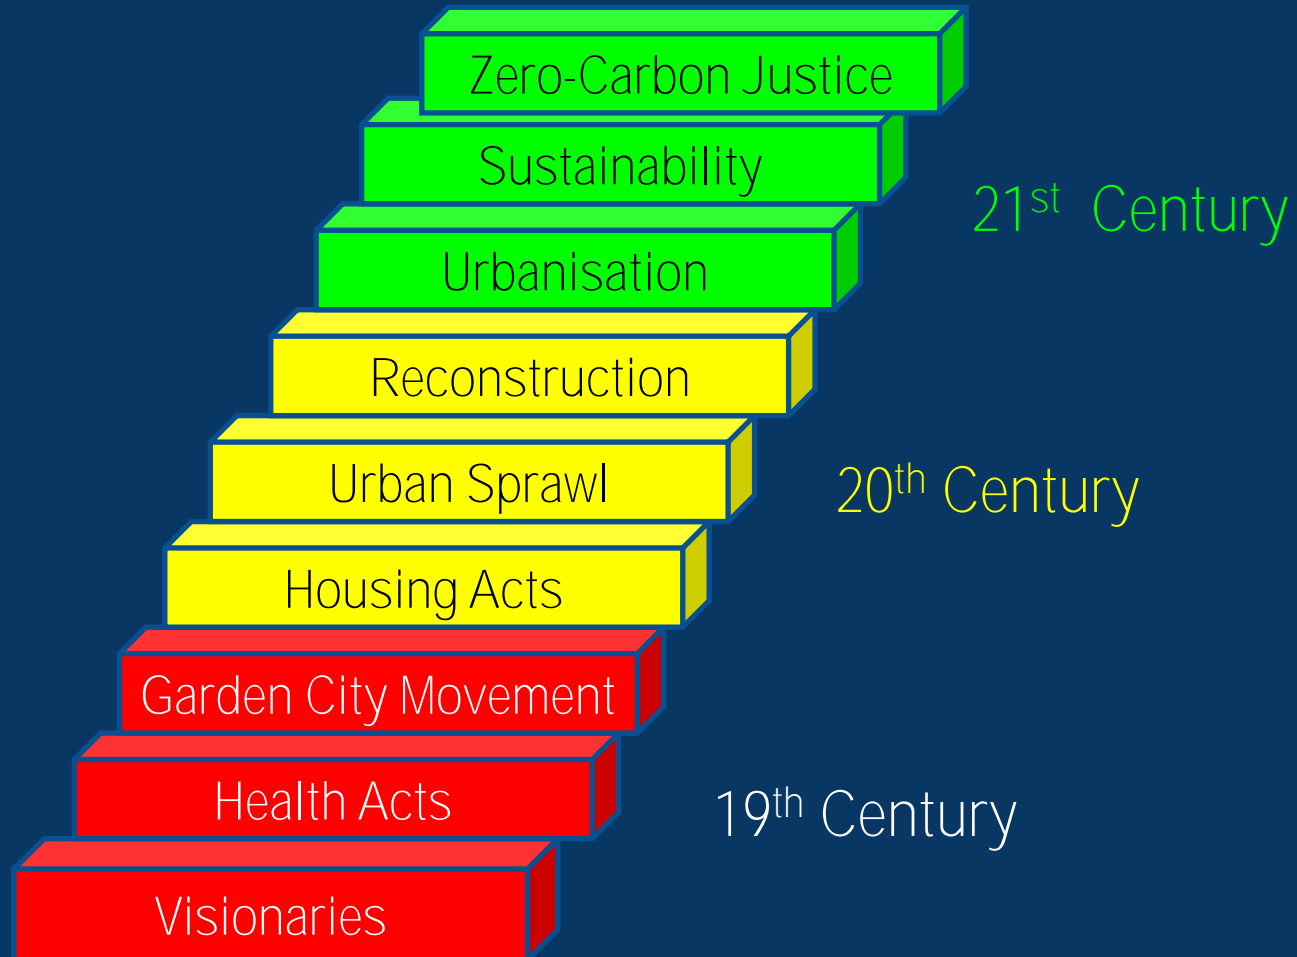 Zero-Carbon Justice
Sustainability
21st Century
Urbanisation
Reconstruction
Urban Sprawl
20th Century
Housing Acts
Garden City Movement
Health Acts
19th Century
Visionaries